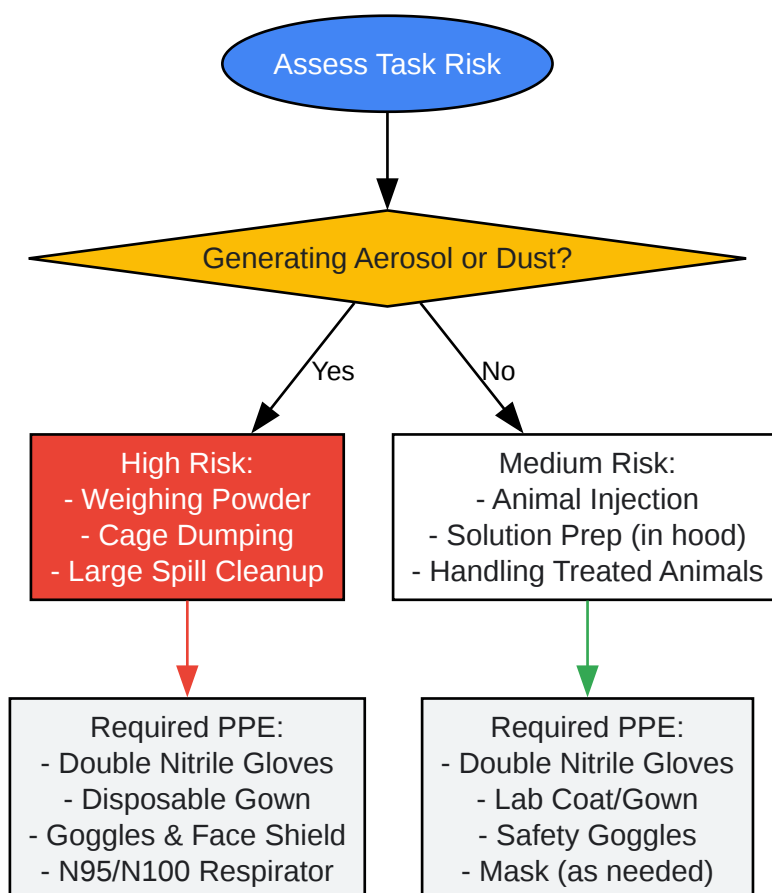 Assess Task Risk
Generating Aerosol or Dust?
Yes
No
High Risk:
- Weighing Powder
- Cage Dumping
- Large Spill Cleanup
Medium Risk:
- Animal Injection
- Solution Prep (in hood)
- Handling Treated Animals
Required PPE:
- Double Nitrile Gloves
- Disposable Gown
- Goggles & Face Shield
- N95/N100 Respirator
Required PPE:
- Double Nitrile Gloves
- Lab Coat/Gown
- Safety Goggles
- Mask (as needed)